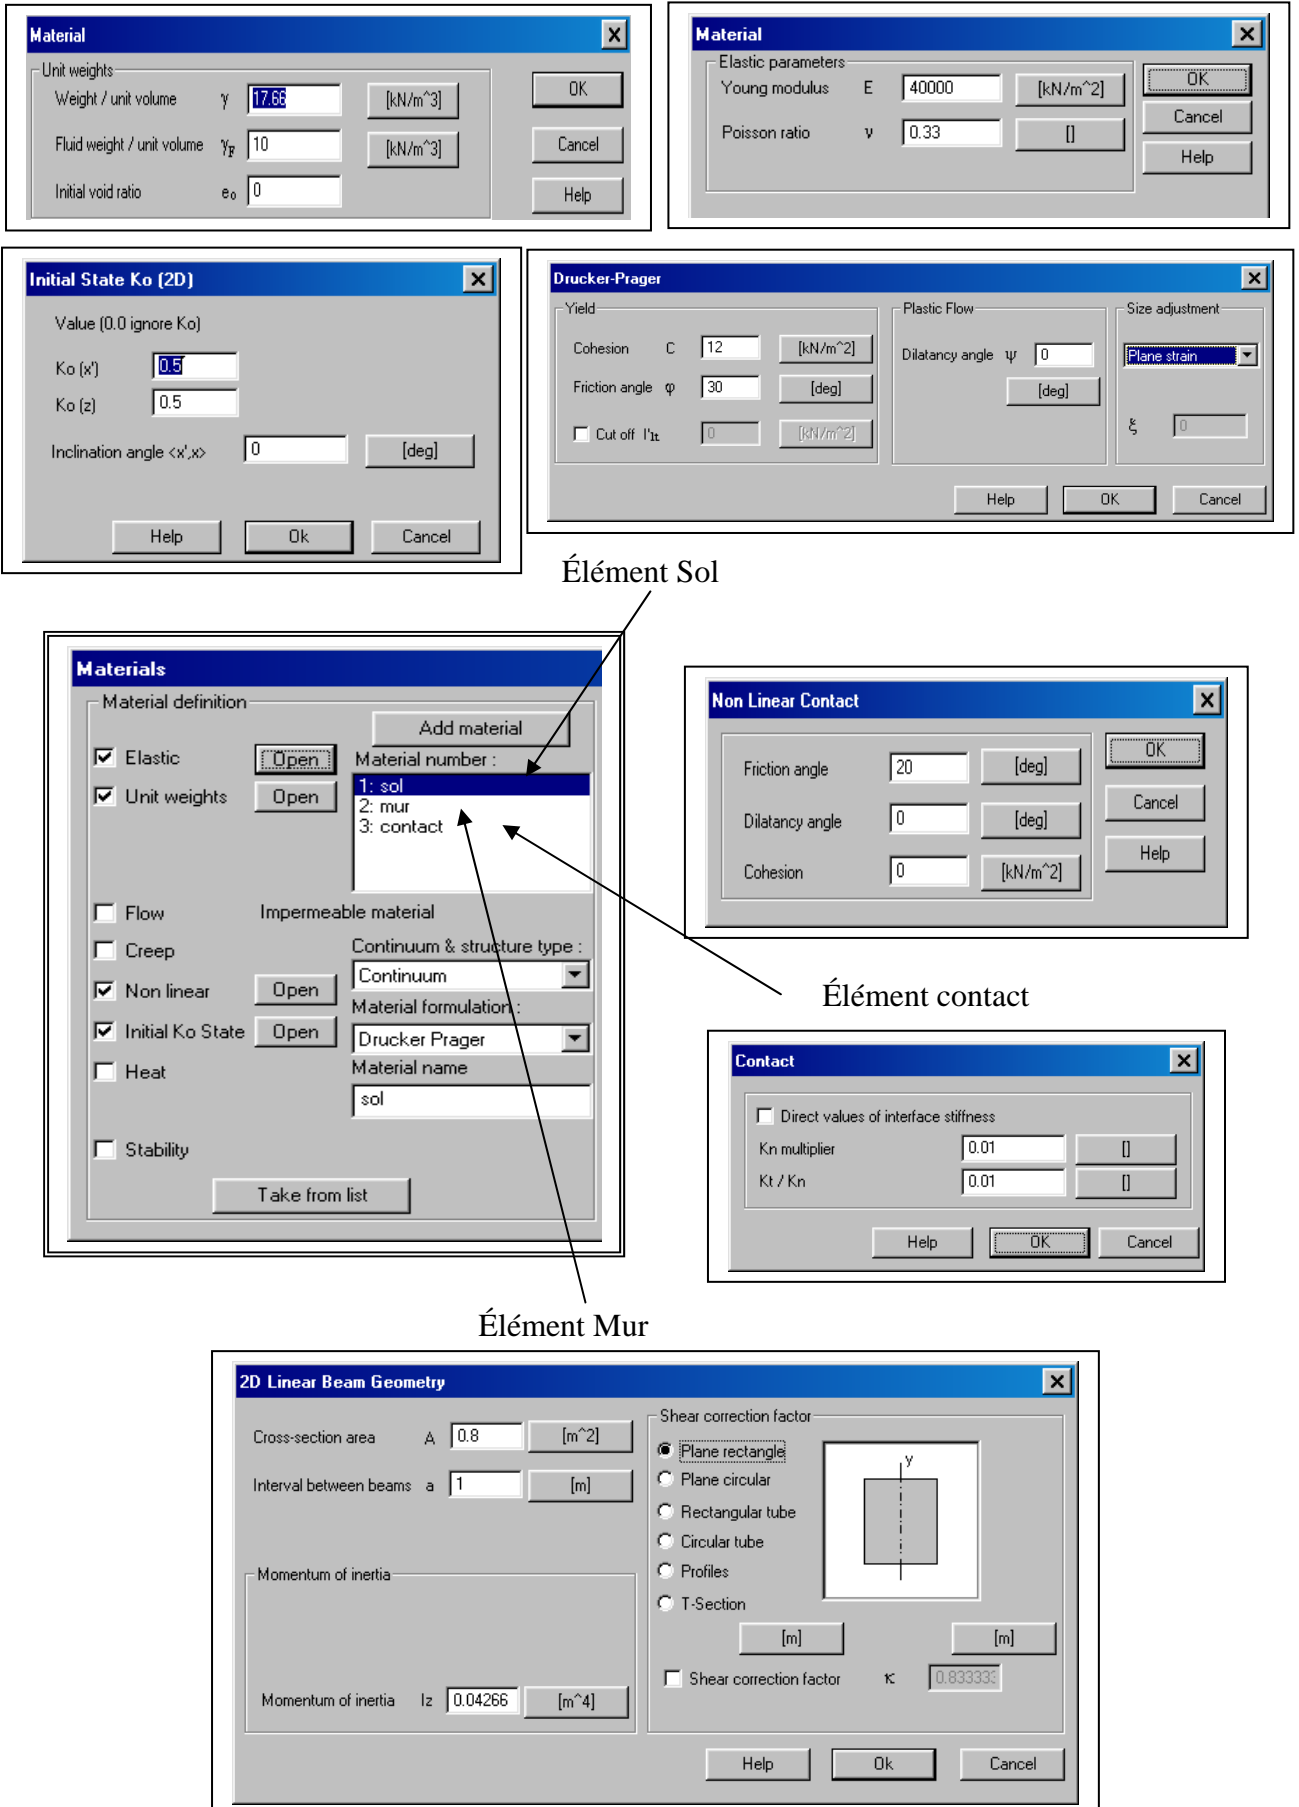 Material
Unit weights
Weight / unit volume γ 17.66 [kN/m^3]
Fluid weight / unit volume γF 10 [kN/m^3]
Initial void ratio e₀ 0
OK
Cancel
Help
Material
Elastic parameters
Young modulus E 40000 [kN/m^2]
Poisson ratio ν 0.33 []
OK
Cancel
Help
Initial State Ko (2D)
Value (0.0 ignore Ko)
Ko (x') 0.5
Ko (z) 0.5
Inclination angle <x',x> 0 [deg]
Help Ok Cancel
Drucker-Prager
Yield
Cohesion C 12 [kN/m^2]
Friction angle φ 30 [deg]
Cut off I'1t 0 [kN/m^2]
Plastic Flow
Dilatancy angle ψ 0
[deg]
Size adjustment
Plane strain
ξ 0
Help OK Cancel
Élément Sol
Materials
Material definition
Add material
Elastic Open Material number :
Unit weights Open
1: sol
2: mur
3: contact
Flow Impermeable material
Creep Continuum & structure type :
Continuum
Non linear Open
Material formulation :
Initial Ko State Open Drucker Prager
Heat Material name
sol
Stability
Take from list
Non Linear Contact
Friction angle 20 [deg]
Dilatancy angle 0 [deg]
Cohesion 0 [kN/m^2]
OK
Cancel
Help
Élément contact
Contact
Direct values of interface stiffness
Kn multiplier 0.01 []
Kt / Kn 0.01 []
Help OK Cancel
Élément Mur
2D Linear Beam Geometry
Cross-section area A 0.8 [m^2]
Interval between beams a 1 [m]
Momentum of inertia
Momentum of inertia Iz 0.04266 [m^4]
Shear correction factor
Plane rectangle
Plane circular
Rectangular tube
Circular tube
Profiles
T-Section
y
[m] [m]
Shear correction factor κ 0.833333
Help Ok Cancel